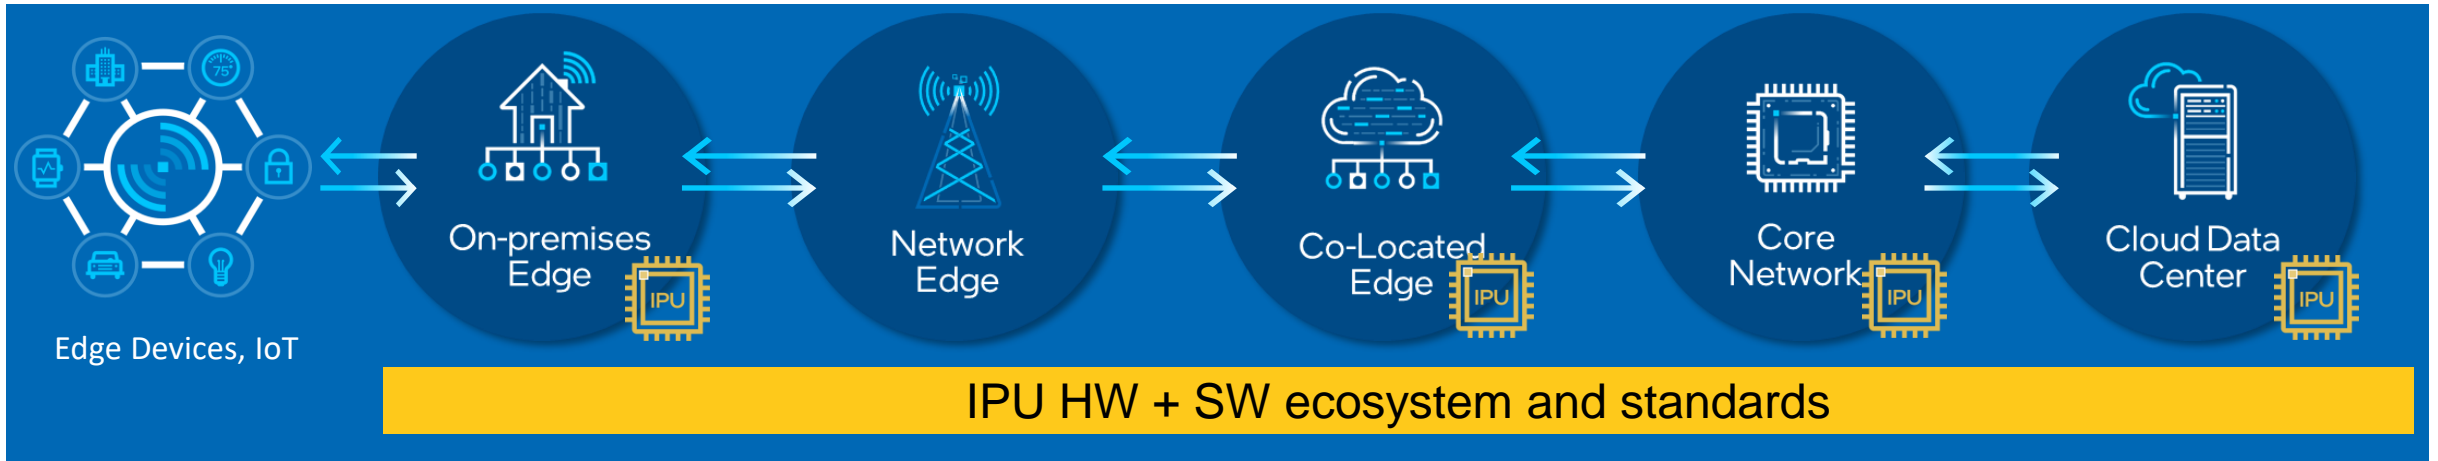 75°
On-premises
Edge
IPU
Network
Edge
Co-Located
Edge
IPU
Core
Network
IPU
Cloud Data
Center
IPU
Edge Devices, IoT
IPU HW + SW ecosystem and standards